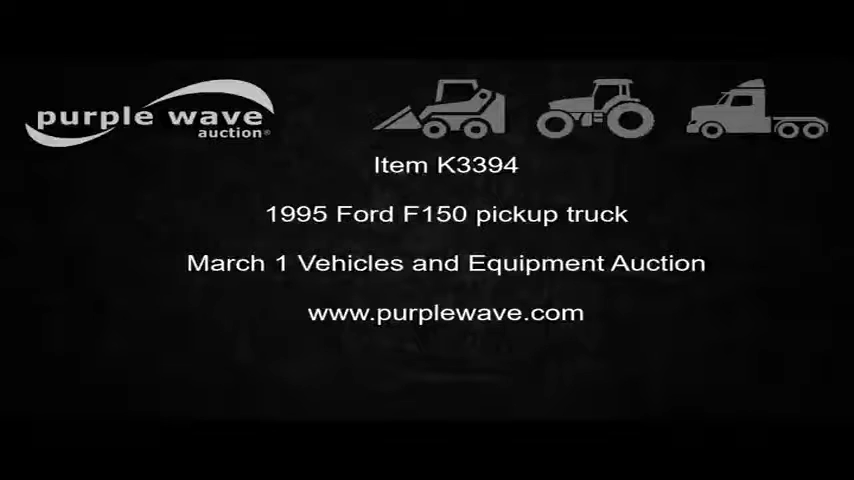 purple wave
auction®
Item K3394
1995 Ford F150 pickup truck
March 1 Vehicles and Equipment Auction
www.purplewave.com